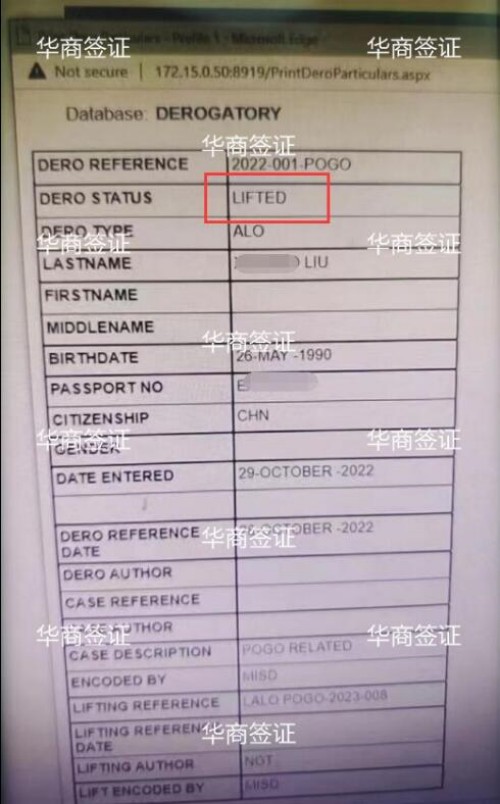 Not secure | 172.15.0.50:8919/PrintDeroParticulars.aspx
Database: DEROGATORY
DERO REFERENCE 2022-001-POGO
DERO STATUS LIFTED
DERO TYPE ALO
LASTNAME LIU
FIRSTNAME
MIDDLENAME
BIRTHDATE 26-MAY -1990
PASSPORT NO E
CITIZENSHIP CHN
GENDER
DATE ENTERED 29-OCTOBER -2022
DERO REFERENCE DATE OCTOBER -2022
DERO AUTHOR
CASE REFERENCE
AUTHOR
CASE DESCRIPTION POGO RELATED
ENCODED BY MISD
LIFTING REFERENCE LALO POGO-2023-008
LIFTING REFERENCE DATE
LIFTING AUTHOR NOT
LIFT ENCODED BY MISD
华商签证
华商签证
华商签证
华商签证
华商签证
华商签证
华商签证
华商签证
华商签证
华商签证
华商签证
华商签证